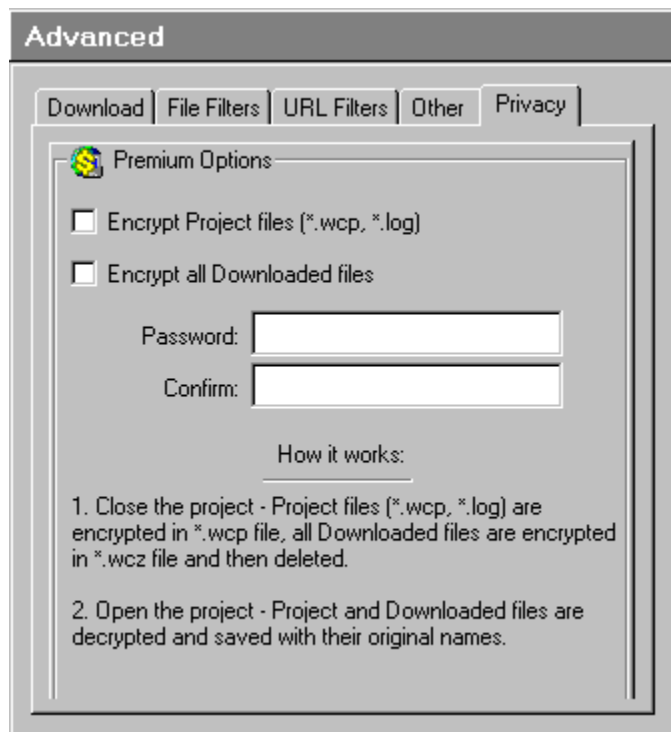 Advanced
Download File Filters URL Filters Other Privacy
Premium Options
Encrypt Project files (*.wcp, *.log)
Encrypt all Downloaded files
Password:
Confirm:
How it works:
1. Close the project - Project files (*.wcp, *.log) are
encrypted in *.wcp file, all Downloaded files are encrypted
in *.wcz file and then deleted.
2. Open the project - Project and Downloaded files are
decrypted and saved with their original names.